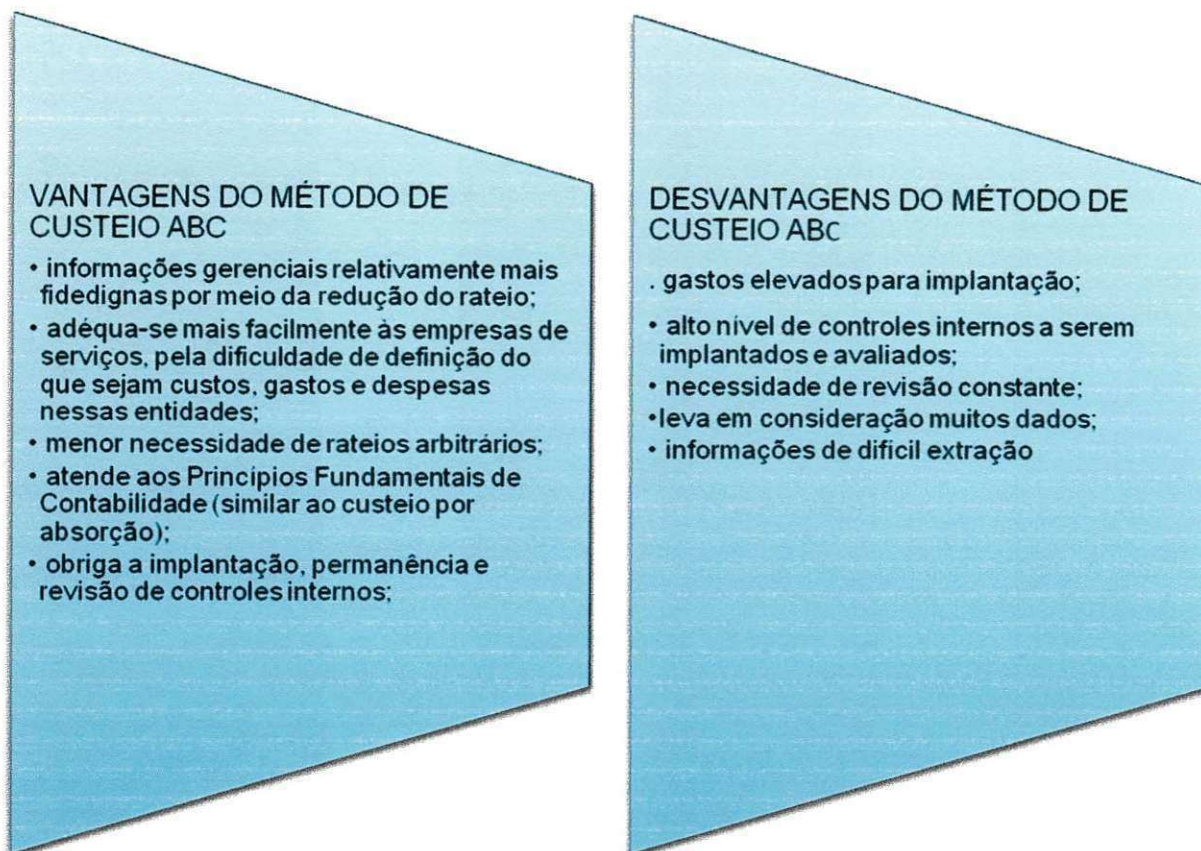 VANTAGENS DO MÉTODO DE
CUSTEIO ABC
• informações gerenciais relativamente mais
fidedignas por meio da redução do rateio;
• adéqua-se mais facilmente às empresas de
serviços, pela dificuldade de definição do
que sejam custos, gastos e despesas
nessas entidades;
• menor necessidade de rateios arbitrários;
• atende aos Princípios Fundamentais de
Contabilidade (similar ao custeio por
absorção);
• obriga a implantação, permanência e
revisão de controles internos;
DESVANTAGENS DO MÉTODO DE
CUSTEIO ABC
. gastos elevados para implantação;
• alto nível de controles internos a serem
implantados e avaliados;
• necessidade de revisão constante;
•leva em consideração muitos dados;
• informações de dificil extração